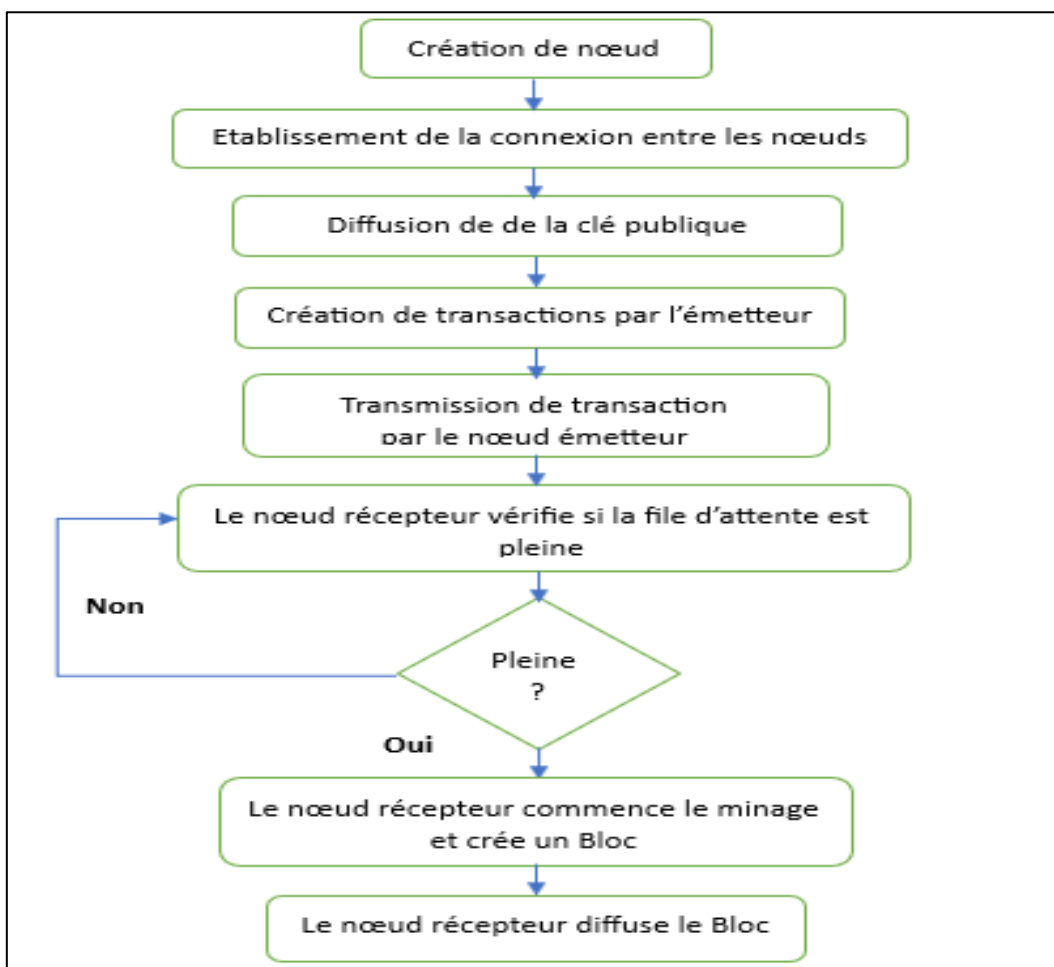 Création de nœud
Etablissement de la connexion entre les nœuds
Diffusion de de la clé publique
Création de transactions par l’émetteur
Transmission de transaction
par le nœud émetteur
Le nœud récepteur vérifie si la file d’attente est
pleine
Non
Pleine
?
Oui
Le nœud récepteur commence le minage
et crée un Bloc
Le nœud récepteur diffuse le Bloc